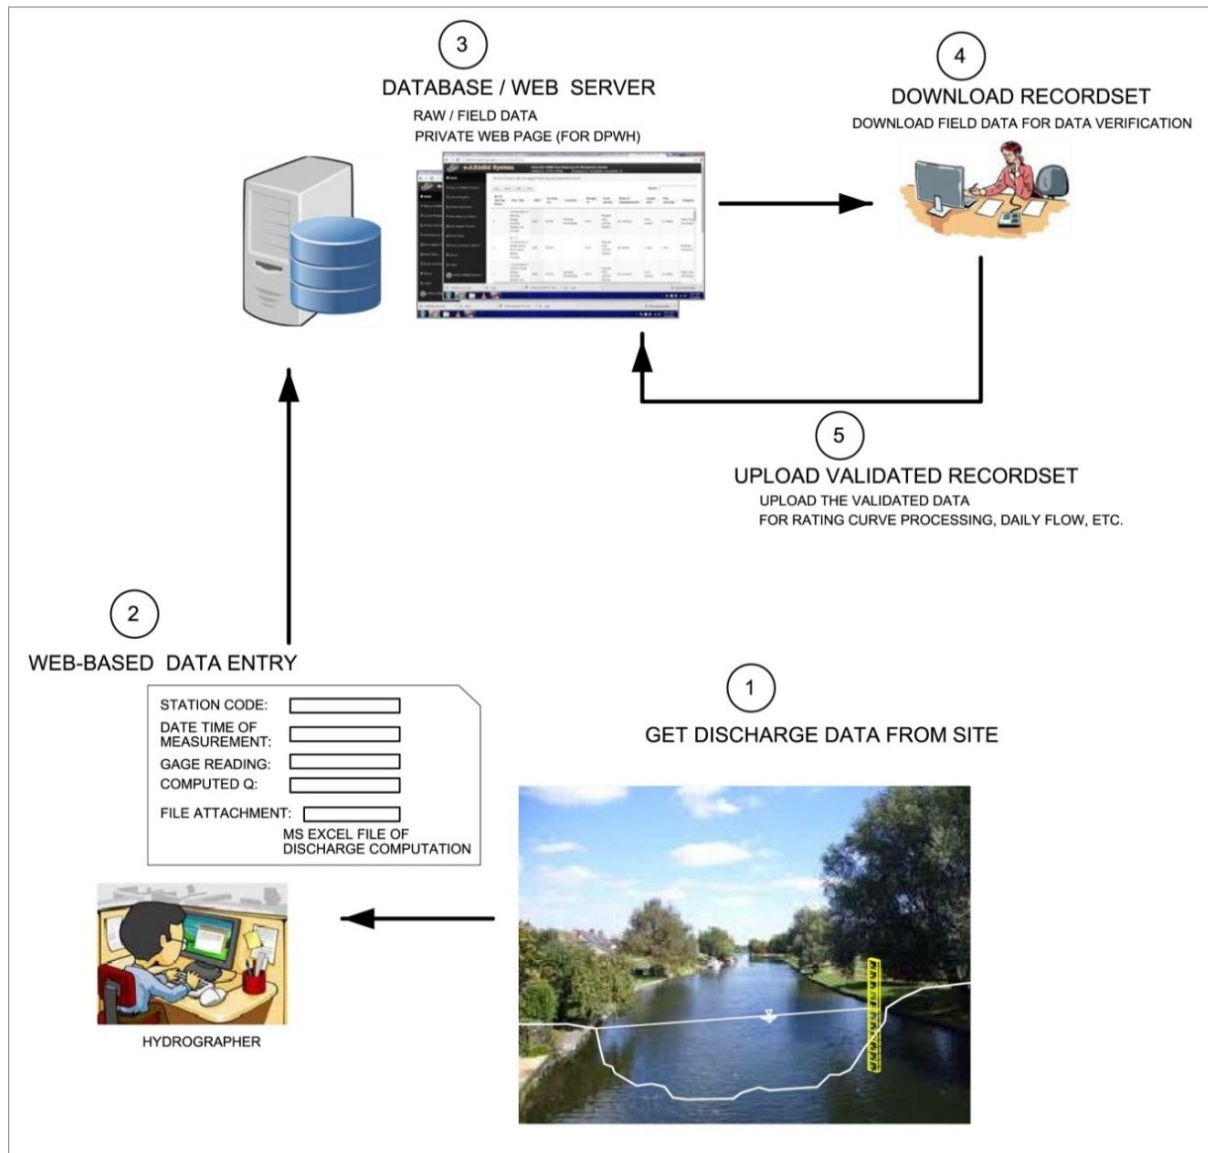 3
DATABASE / WEB SERVER
RAW / FIELD DATA
PRIVATE WEB PAGE (FOR DPWH)
4
DOWNLOAD RECORDSET
DOWNLOAD FIELD DATA FOR DATA VERIFICATION
5
UPLOAD VALIDATED RECORDSET
UPLOAD THE VALIDATED DATA
FOR RATING CURVE PROCESSING, DAILY FLOW, ETC.
2
WEB-BASED DATA ENTRY
STATION CODE:
DATE TIME OF
MEASUREMENT:
GAGE READING:
COMPUTED Q:
FILE ATTACHMENT:
MS EXCEL FILE OF
DISCHARGE COMPUTATION
HYDROGRAPHER
1
GET DISCHARGE DATA FROM SITE